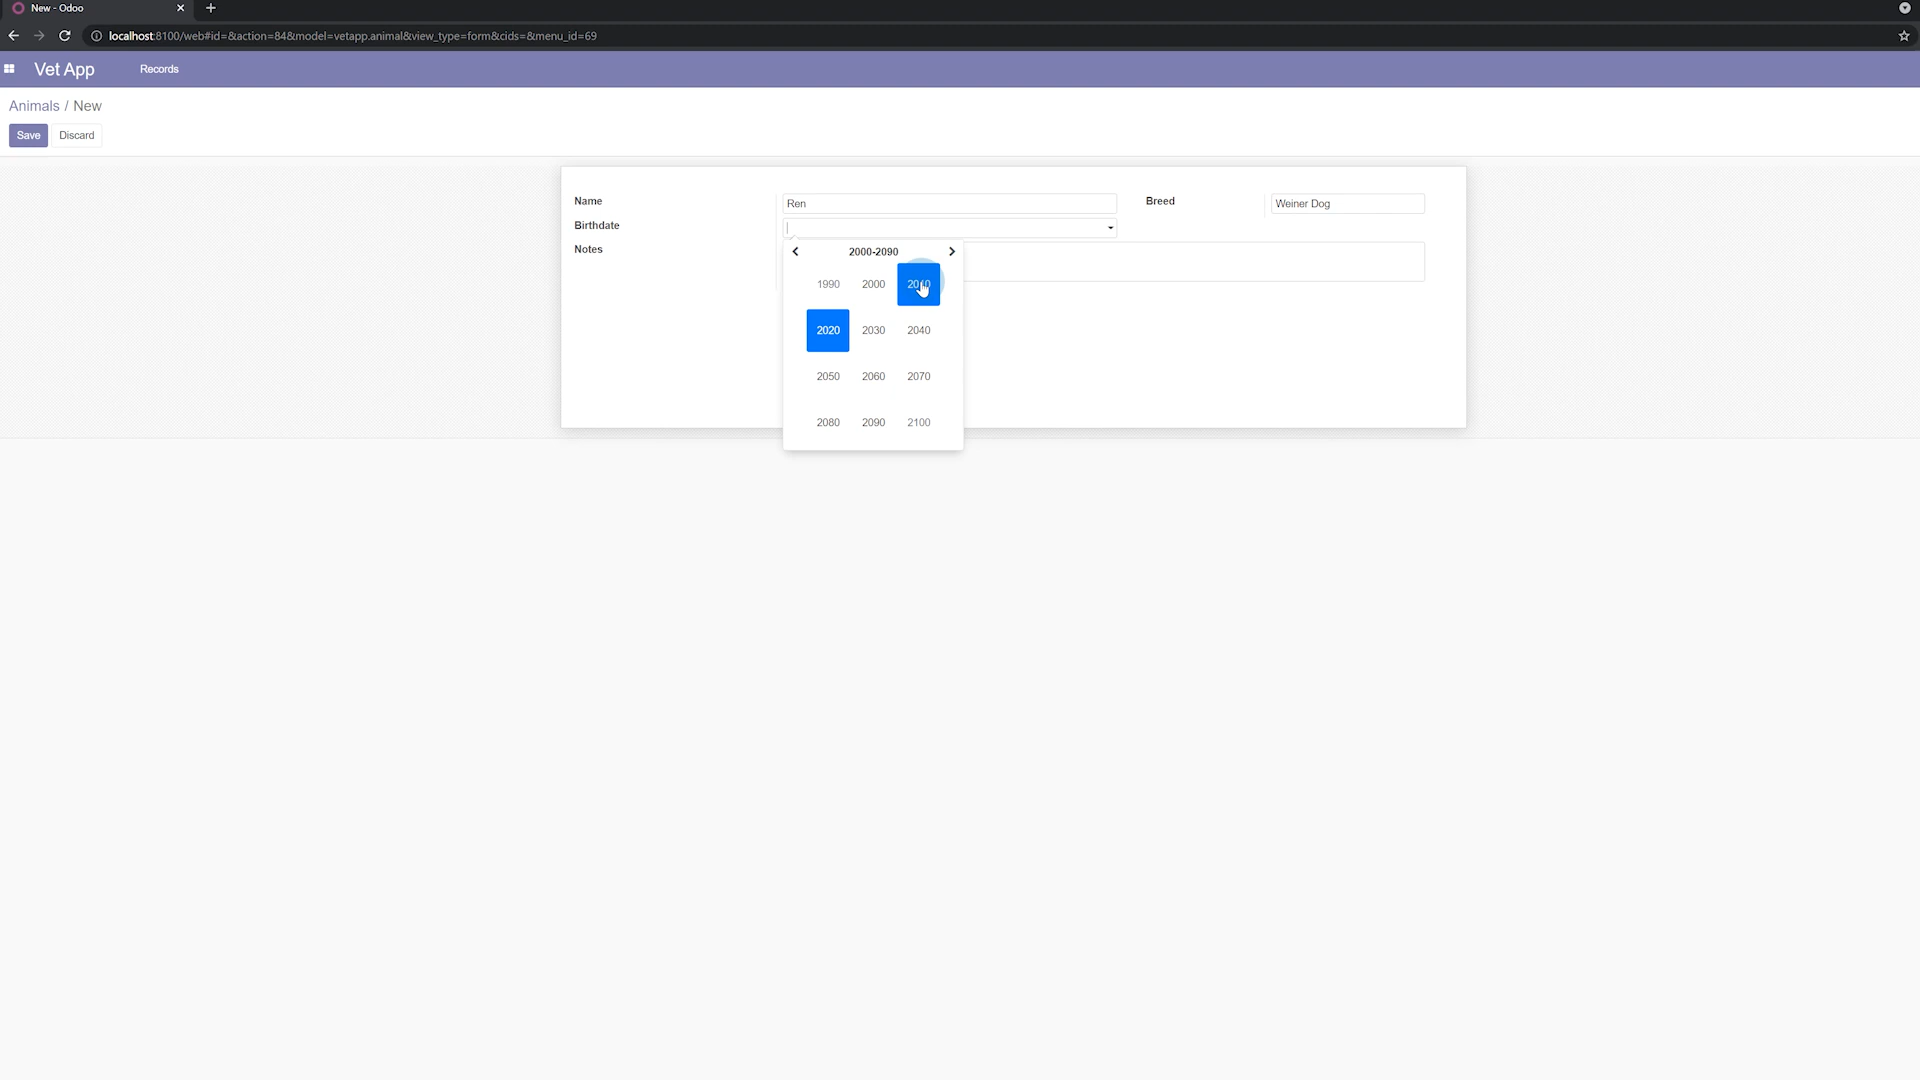 New - Odoo
localhost:8100/web#id=&action=84&model=vetapp.animal&view_type=form&cids=&menu_id=69
Vet App Records
Animals / New
Save Discard
Name Ren Breed Weiner Dog
Birthdate
Notes
2000-2090
1990 2000 2010
2020 2030 2040
2050 2060 2070
2080 2090 2100